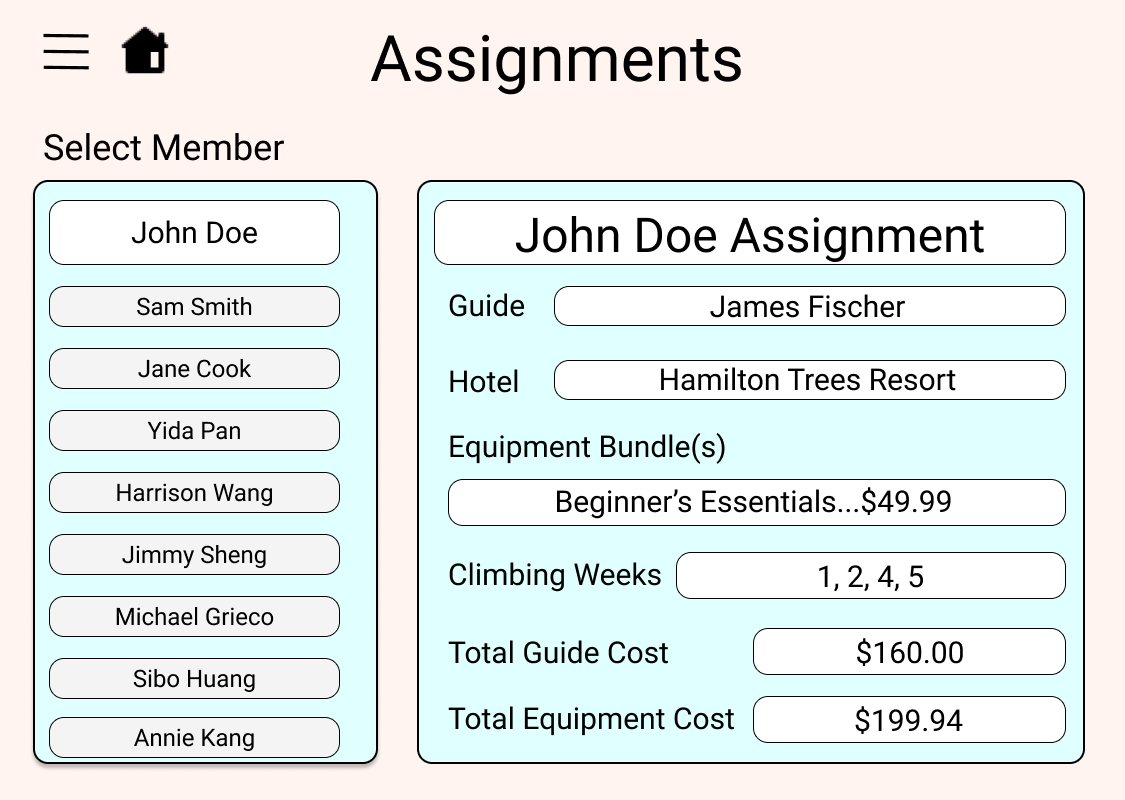 Assignments
Select Member
John Doe
Sam Smith
Jane Cook
Yida Pan
Harrison Wang
Jimmy Sheng
Michael Grieco
Sibo Huang
Annie Kang
John Doe Assignment
Guide James Fischer
Hotel Hamilton Trees Resort
Equipment Bundle(s)
Beginner’s Essentials...$49.99
Climbing Weeks 1, 2, 4, 5
Total Guide Cost $160.00
Total Equipment Cost $199.94